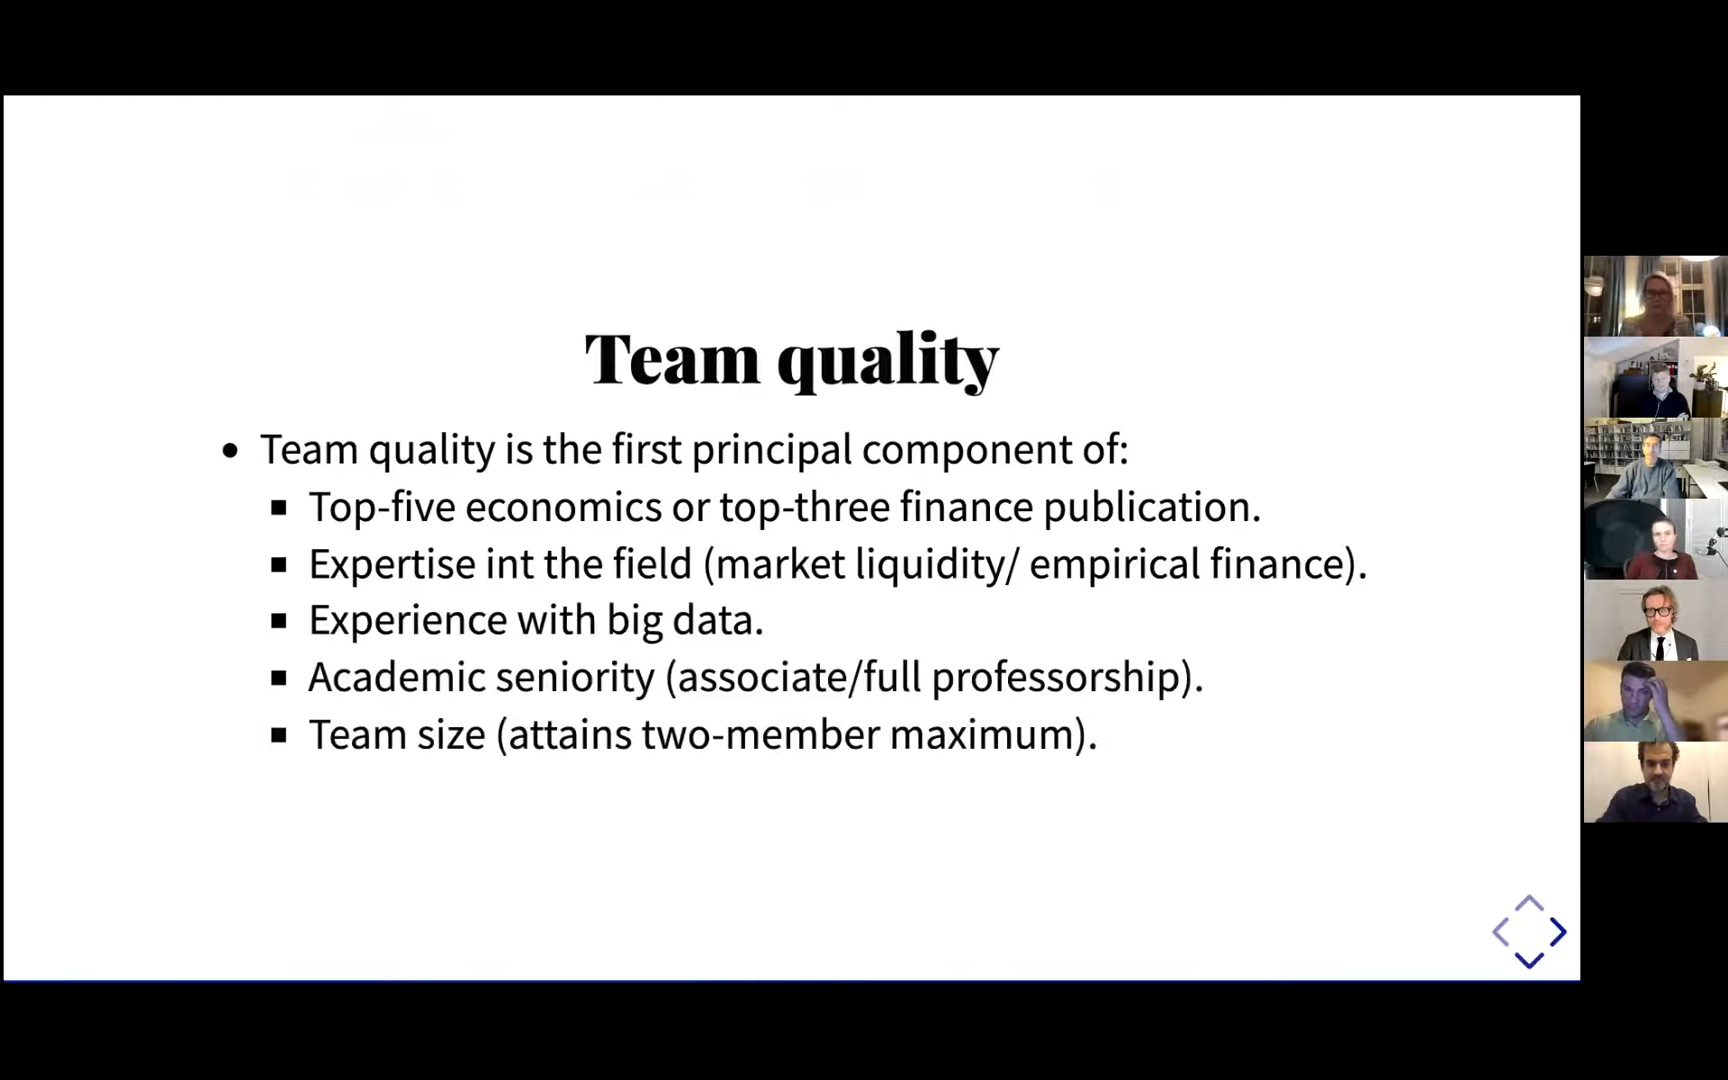 Team quality
Team quality is the first principal component of:
Top-five economics or top-three finance publication.
Expertise int the field (market liquidity/ empirical finance).
Experience with big data.
Academic seniority (associate/full professorship).
Team size (attains two-member maximum).